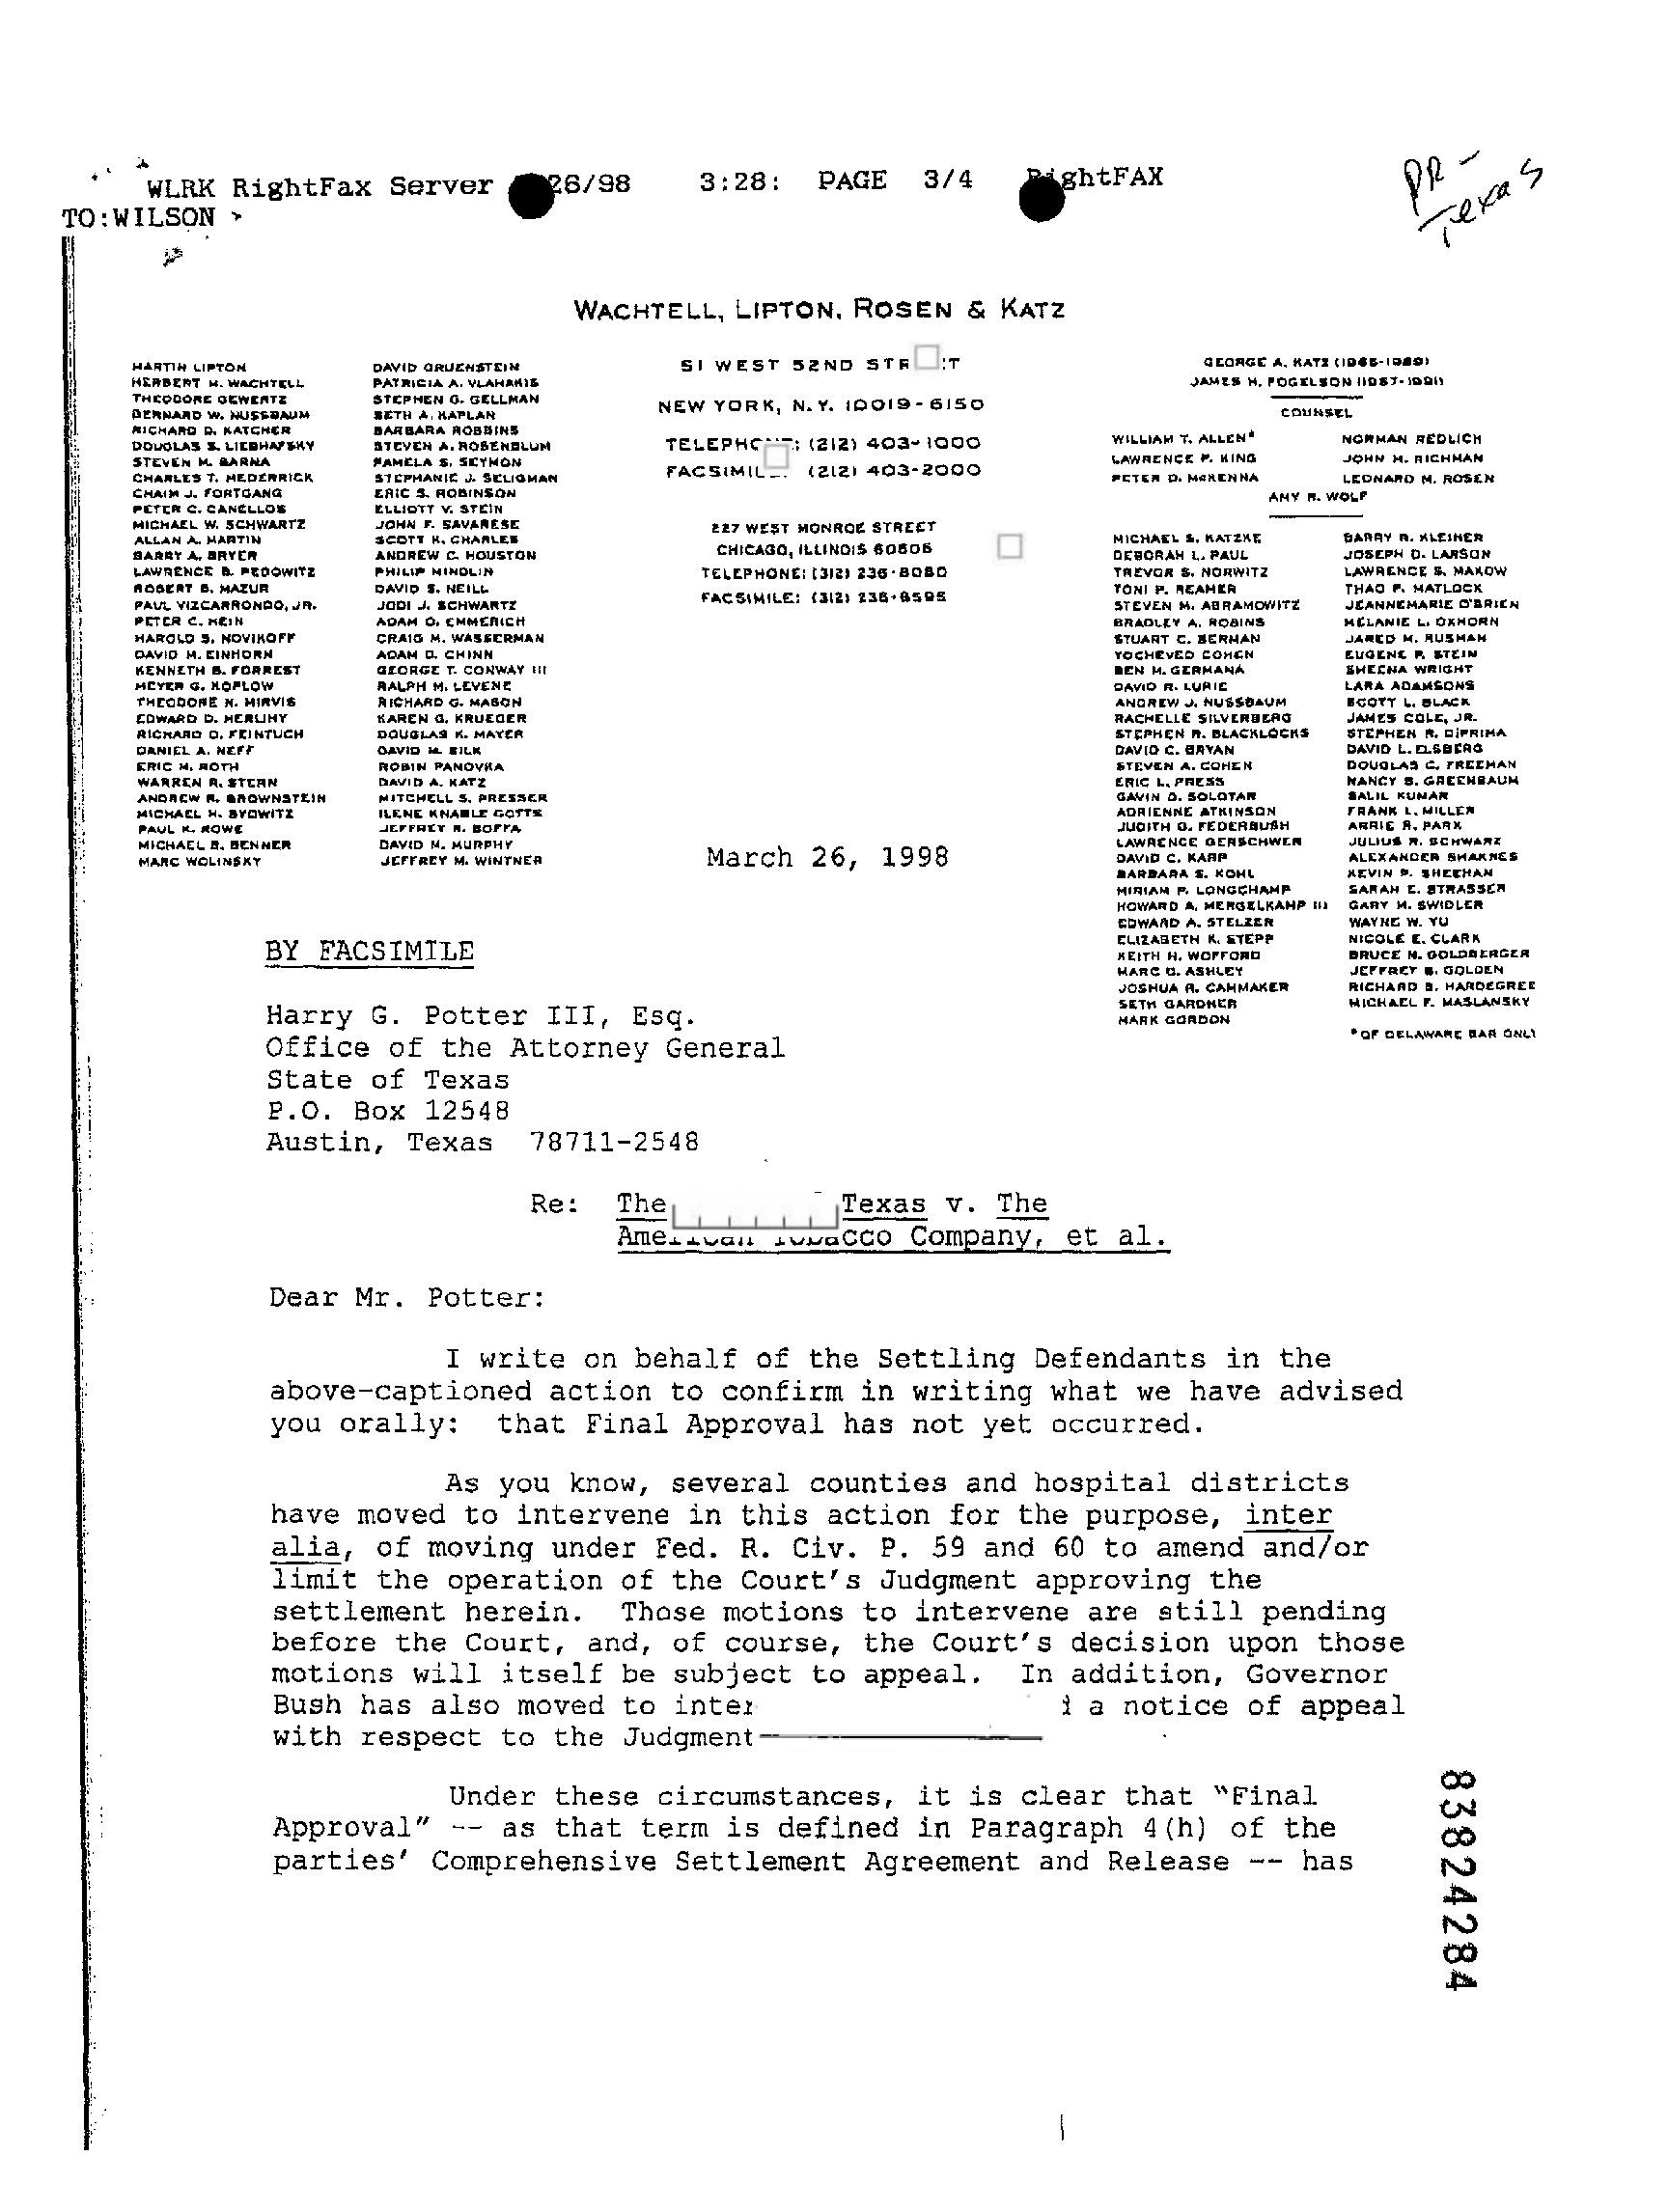 WLRK RightFax Server 26/98 3:28: PAGE 3/4 RightFAX
TO:WILSON >
PR -
Texas
WACHTELL, LIPTON, ROSEN & KATZ
MARTIN LIPTON
HERBERT M. WACHTELL
THEODORE GEWERTZ
BERNARD W. NUSSBAUM
RICHARD D. KATCHER
DOUGLAS S. LIEBHAFSKY
STEVEN M. BARNA
CHARLES T. HEDERRICK
CHAIM J. FORTGANG
PETER C. CANELLOS
MICHAEL W. SCHWARTZ
ALLAN A. MARTIN
BARRY A. BRYER
LAWRENCE B. PEDOWITZ
ROBERT B. MAZUR
PAUL VIZCARRONDO, JR.
PETER C. HEIN
HAROLD S. NOVIKOFF
DAVID M. EINHORN
KENNETH B. FORREST
MEYER G. KOPLOW
THEODORE N. MIRVIS
EDWARD D. HERLIHY
RICHARD D. FEINTUCH
DANIEL A. NEFF
ERIC M. ROTH
WARREN R. STERN
ANDREW R. BROWNSTEIN
MICHAEL H. BYOWITZ
PAUL K. ROWE
MICHAEL B. BENNER
MARC WOLINSKY
DAVID GRUENSTEIN
PATRICIA A. VLAHAKIS
STEPHEN G. GELLMAN
SETH A. KAPLAN
BARBARA ROBBINS
STEVEN A. ROSENBLUM
PAMELA S. SEYMON
STEPHANIE J. SELIGMAN
ERIC S. ROBINSON
ELLIOTT V. STEIN
JOHN F. SAVARESE
SCOTT K. CHARLES
ANDREW C. HOUSTON
PHILIP MINDLIN
DAVID S. NEILL
JODI J. SCHWARTZ
ADAM O. EMMERICH
CRAIG M. WASSERMAN
ADAM D. CHINN
GEORGE T. CONWAY III
RALPH M. LEVENE
RICHARD G. MASON
KAREN G. KRUEGER
DOUGLAS K. MAYER
DAVID M. SILK
ROBIN PANOVKA
DAVID A. KATZ
MITCHELL S. PRESSER
ILENE KNABLE GOTTS
JEFFREY R. BOFFA
DAVID M. MURPHY
JEFFREY M. WINTNER
51 WEST 52ND
NEW YORK, N.Y. 10019-6150
TELEPHONE: (212) 403-1000
FACSIMILE: (212) 403-2000
227 WEST MONROE STREET
CHICAGO, ILLINOIS 60606
TELEPHONE: (312) 236-8080
FACSIMILE: (312) 236-8595
March 26, 1998
GEORGE A. KATZ (1965-1989)
JAMES H. FOGELSON (1967-1991)
COUNSEL
WILLIAM T. ALLEN* NORMAN REDLICH
LAWRENCE P. KING JOHN M. RICHMAN
PETER D. McKENNA LEONARD M. ROSEN
AMY R. WOLF
MICHAEL S. KATZKE
DEBORAH L. PAUL
TREVOR S. NORWITZ
TONI P. REAMER
STEVEN M. ABRAMOWITZ
BRADLEY A. ROBINS
STUART C. BERMAN
YOCHEVED COHEN
BEN M. GERMANA
DAVID R. LURIE
ANDREW J. NUSSBAUM
RACHELLE SILVERBERG
STEPHEN R. BLACKLOCKS
DAVID C. BRYAN
STEVEN A. COHEN
ERIC L. PRESS
GAVIN D. SOLOTAR
ADRIENNE ATKINSON
JUDITH G. FEDERBUSH
LAWRENCE GERSCHWER
DAVID C. KARP
BARBARA E. KOHL
MIRIAM P. LONGCHAMP
HOWARD A. MERGELKAMP III
EDWARD A. STELZER
ELIZABETH K. STEPP
KEITH H. WOFFORD
MARC G. ASHLEY
JOSHUA R. CAMMAKER
SETH GARDNER
MARK GORDON
BARRY R. KLEINER
JOSEPH D. LARSON
LAWRENCE S. MAKOW
THAD P. MATLOCK
JEANNEMARIE O'BRIEN
MELANIE L. OXHORN
JARED M. RUSMAN
EUGENE P. STEIN
SHEENA WRIGHT
LARA ADAMSONS
SCOTT L. BLACK
JAMES COLE, JR.
STEPHEN R. DIPRIMA
DAVID L. ELSBERG
DOUGLAS C. FREEMAN
NANCY B. GREENBAUM
SALIL KUMAR
FRANK L. MILLER
ARRIE R. PARK
JULIUS R. SCHWARZ
ALEXANDER SHAKNES
KEVIN P. SHEEHAN
SARAH E. STRASSER
GARY M. SWIDLER
WAYNE W. YU
NICOLE E. CLARK
BRUCE N. GOLDBERGER
JEFFREY B. GOLDEN
RICHARD B. HARDEGREE
MICHAEL F. MASLANSKY
*OF DELAWARE BAR ONLY
BY FACSIMILE
Harry G. Potter III, Esq.
Office of the Attorney General
State of Texas
P.O. Box 12548
Austin, Texas 78711-2548
Re: The Texas v. The
American Tobacco Company, et al.
Dear Mr. Potter:
I write on behalf of the Settling Defendants in the
above-captioned action to confirm in writing what we have advised
you orally: that Final Approval has not yet occurred.
As you know, several counties and hospital districts
have moved to intervene in this action for the purpose, inter
alia, of moving under Fed. R. Civ. P. 59 and 60 to amend and/or
limit the operation of the Court's Judgment approving the
settlement herein. Those motions to intervene are still pending
before the Court, and, of course, the Court's decision upon those
motions will itself be subject to appeal. In addition, Governor
Bush has also moved to a notice of appeal
with respect to the Judgment
Under these circumstances, it is clear that "Final
Approval" -- as that term is defined in Paragraph 4(h) of the
parties' Comprehensive Settlement Agreement and Release -- has
83824284